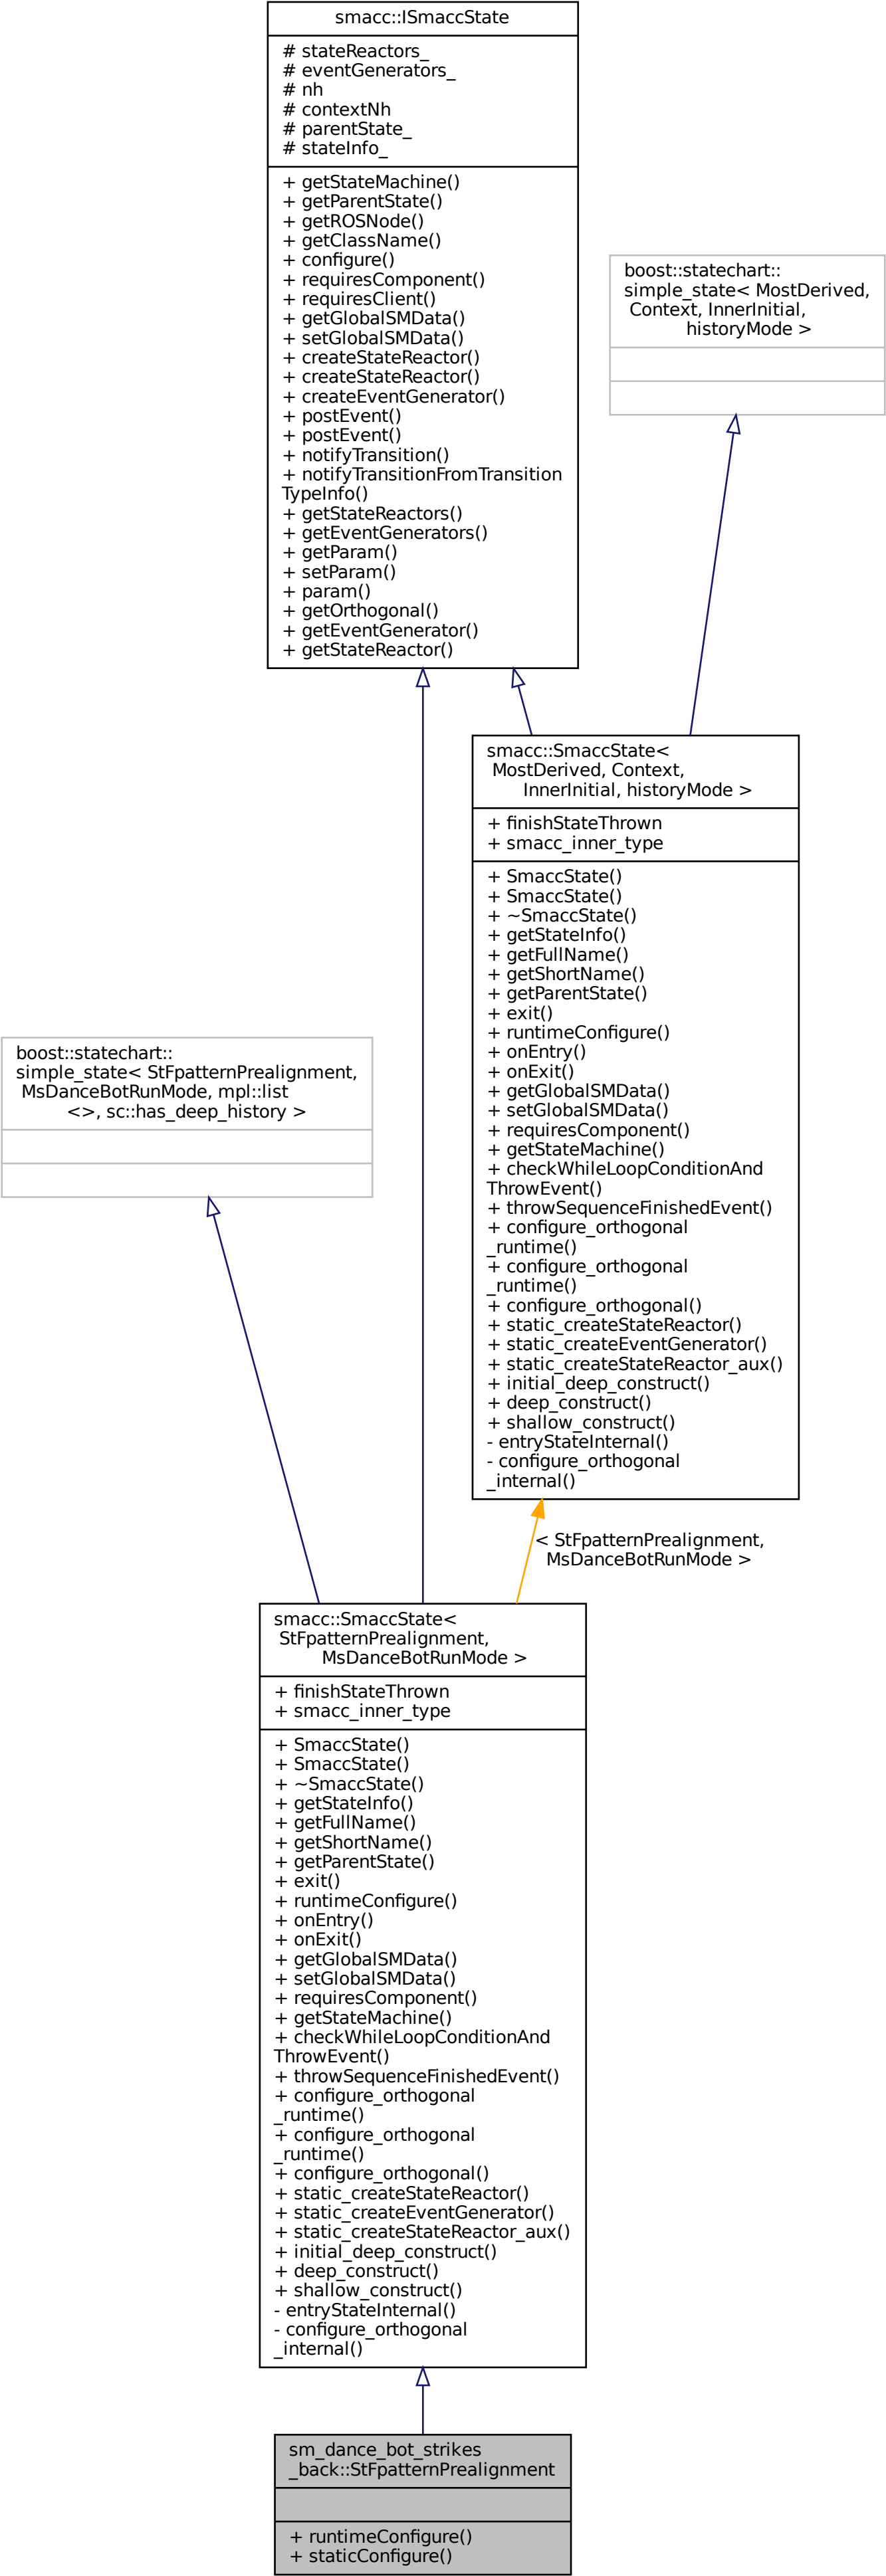 smacc::ISmaccState
# stateReactors_
# eventGenerators_
# nh
# contextNh
# parentState_
# stateInfo_
+ getStateMachine()
+ getParentState()
+ getROSNode()
+ getClassName()
+ configure()
+ requiresComponent()
+ requiresClient()
+ getGlobalSMData()
+ setGlobalSMData()
+ createStateReactor()
+ createStateReactor()
+ createEventGenerator()
+ postEvent()
+ postEvent()
+ notifyTransition()
+ notifyTransitionFromTransition
TypeInfo()
+ getStateReactors()
+ getEventGenerators()
+ getParam()
+ setParam()
+ param()
+ getOrthogonal()
+ getEventGenerator()
+ getStateReactor()
boost::statechart::
simple_state< MostDerived,
Context, InnerInitial,
historyMode >
smacc::SmaccState<
MostDerived, Context,
InnerInitial, historyMode >
+ finishStateThrown
+ smacc_inner_type
+ SmaccState()
+ SmaccState()
+ ~SmaccState()
+ getStateInfo()
+ getFullName()
+ getShortName()
+ getParentState()
+ exit()
+ runtimeConfigure()
+ onEntry()
+ onExit()
+ getGlobalSMData()
+ setGlobalSMData()
+ requiresComponent()
+ getStateMachine()
+ checkWhileLoopConditionAnd
ThrowEvent()
+ throwSequenceFinishedEvent()
+ configure_orthogonal
_runtime()
+ configure_orthogonal
_runtime()
+ configure_orthogonal()
+ static_createStateReactor()
+ static_createEventGenerator()
+ static_createStateReactor_aux()
+ initial_deep_construct()
+ deep_construct()
+ shallow_construct()
- entryStateInternal()
- configure_orthogonal
_internal()
boost::statechart::
simple_state< StFpatternPrealignment,
MsDanceBotRunMode, mpl::list
<>, sc::has_deep_history >
< StFpatternPrealignment,
MsDanceBotRunMode >
smacc::SmaccState<
StFpatternPrealignment,
MsDanceBotRunMode >
+ finishStateThrown
+ smacc_inner_type
+ SmaccState()
+ SmaccState()
+ ~SmaccState()
+ getStateInfo()
+ getFullName()
+ getShortName()
+ getParentState()
+ exit()
+ runtimeConfigure()
+ onEntry()
+ onExit()
+ getGlobalSMData()
+ setGlobalSMData()
+ requiresComponent()
+ getStateMachine()
+ checkWhileLoopConditionAnd
ThrowEvent()
+ throwSequenceFinishedEvent()
+ configure_orthogonal
_runtime()
+ configure_orthogonal
_runtime()
+ configure_orthogonal()
+ static_createStateReactor()
+ static_createEventGenerator()
+ static_createStateReactor_aux()
+ initial_deep_construct()
+ deep_construct()
+ shallow_construct()
- entryStateInternal()
- configure_orthogonal
_internal()
sm_dance_bot_strikes
_back::StFpatternPrealignment
+ runtimeConfigure()
+ staticConfigure()